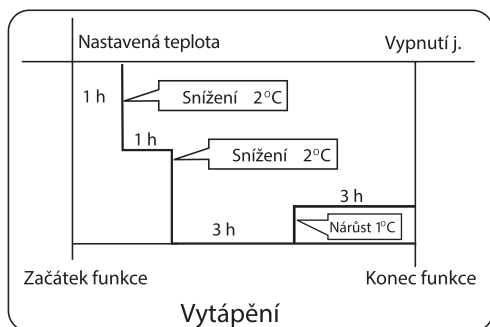 Nastavená teplota
Vypnutí j.
1 h
Snížení 2°C
1 h
Snížení 2°C
3 h
3 h
Nárůst 1°C
Začátek funkce
Konec funkce
Vytápění